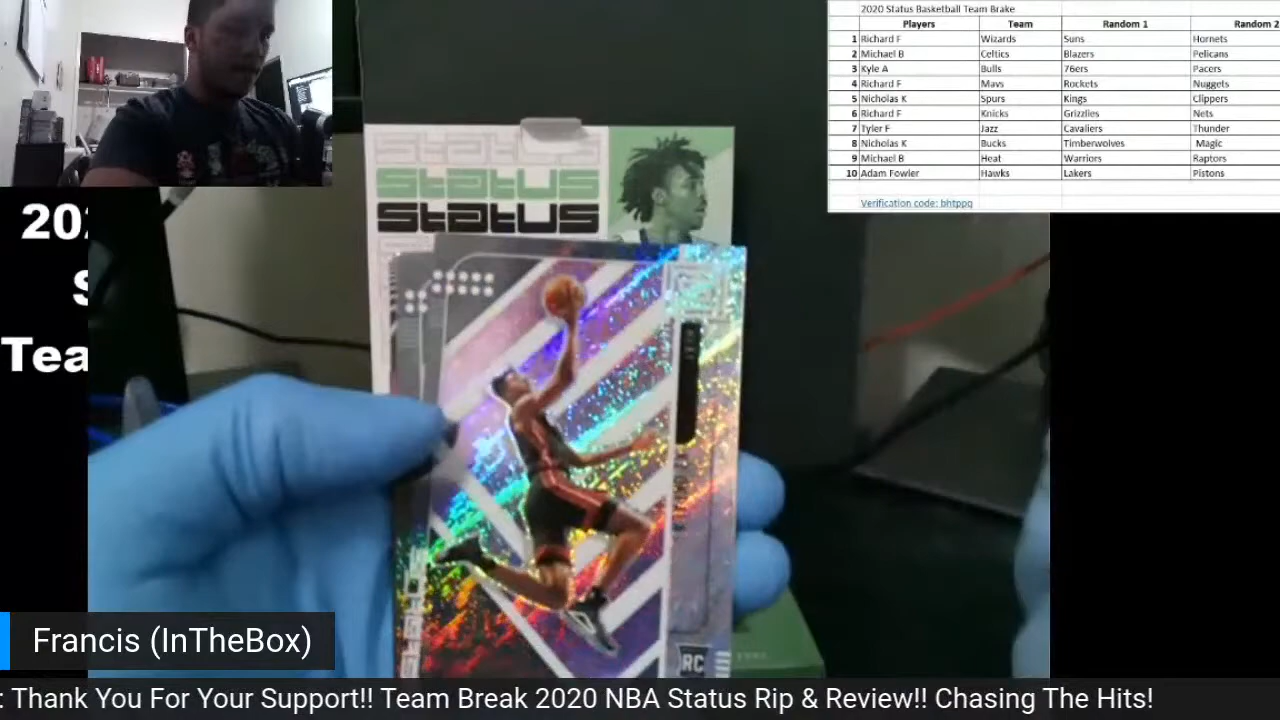 2020 Status Basketball Team Brake
Players Team Random 1 Random 2
1 Richard F Wizards Suns Hornets
2 Michael B Celtics Blazers Pelicans
3 Kyle A Bulls 76ers Pacers
4 Richard F Mavs Rockets Nuggets
5 Nicholas K Spurs Kings Clippers
6 Richard F Knicks Grizzlies Nets
7 Tyler F Jazz Cavaliers Thunder
8 Nicholas K Bucks Timberwolves Magic
9 Michael B Heat Warriors Raptors
10 Adam Fowler Hawks Lakers Pistons
Verification code: bhtppq
status
status
status
202
S
Tea
status
RC
Francis (InTheBox)
: Thank You For Your Support!! Team Break 2020 NBA Status Rip & Review!! Chasing The Hits!